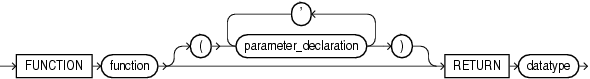 ,
FUNCTION function ( parameter_declaration ) RETURN datatype